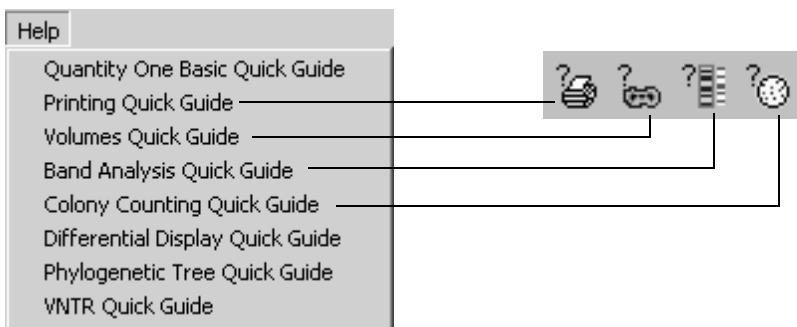 Help
Quantity One Basic Quick Guide
Printing Quick Guide
Volumes Quick Guide
Band Analysis Quick Guide
Colony Counting Quick Guide
Differential Display Quick Guide
Phylogenetic Tree Quick Guide
VNTR Quick Guide
? ? ? ?